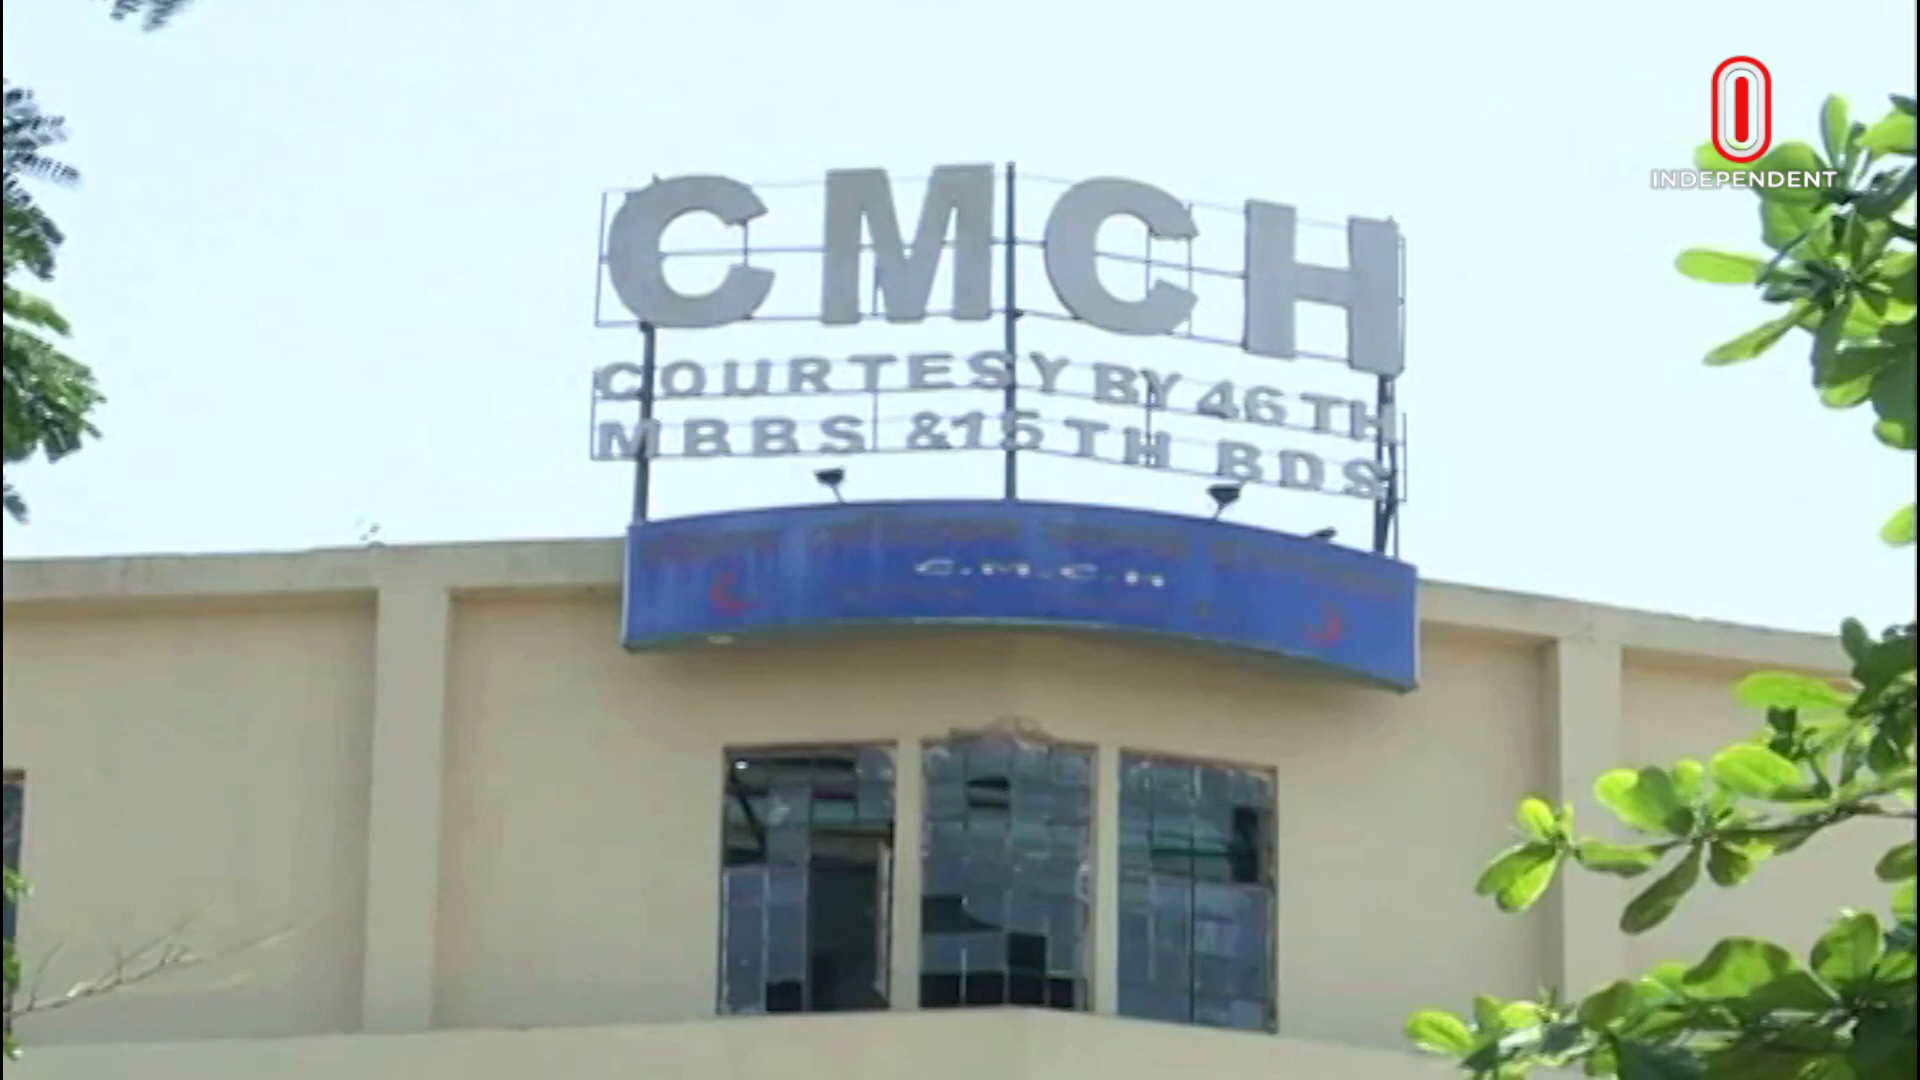 INDEPENDENT
CMCH
COURTESY BY 46TH
MBBS &15TH BDS
C.M.C.H